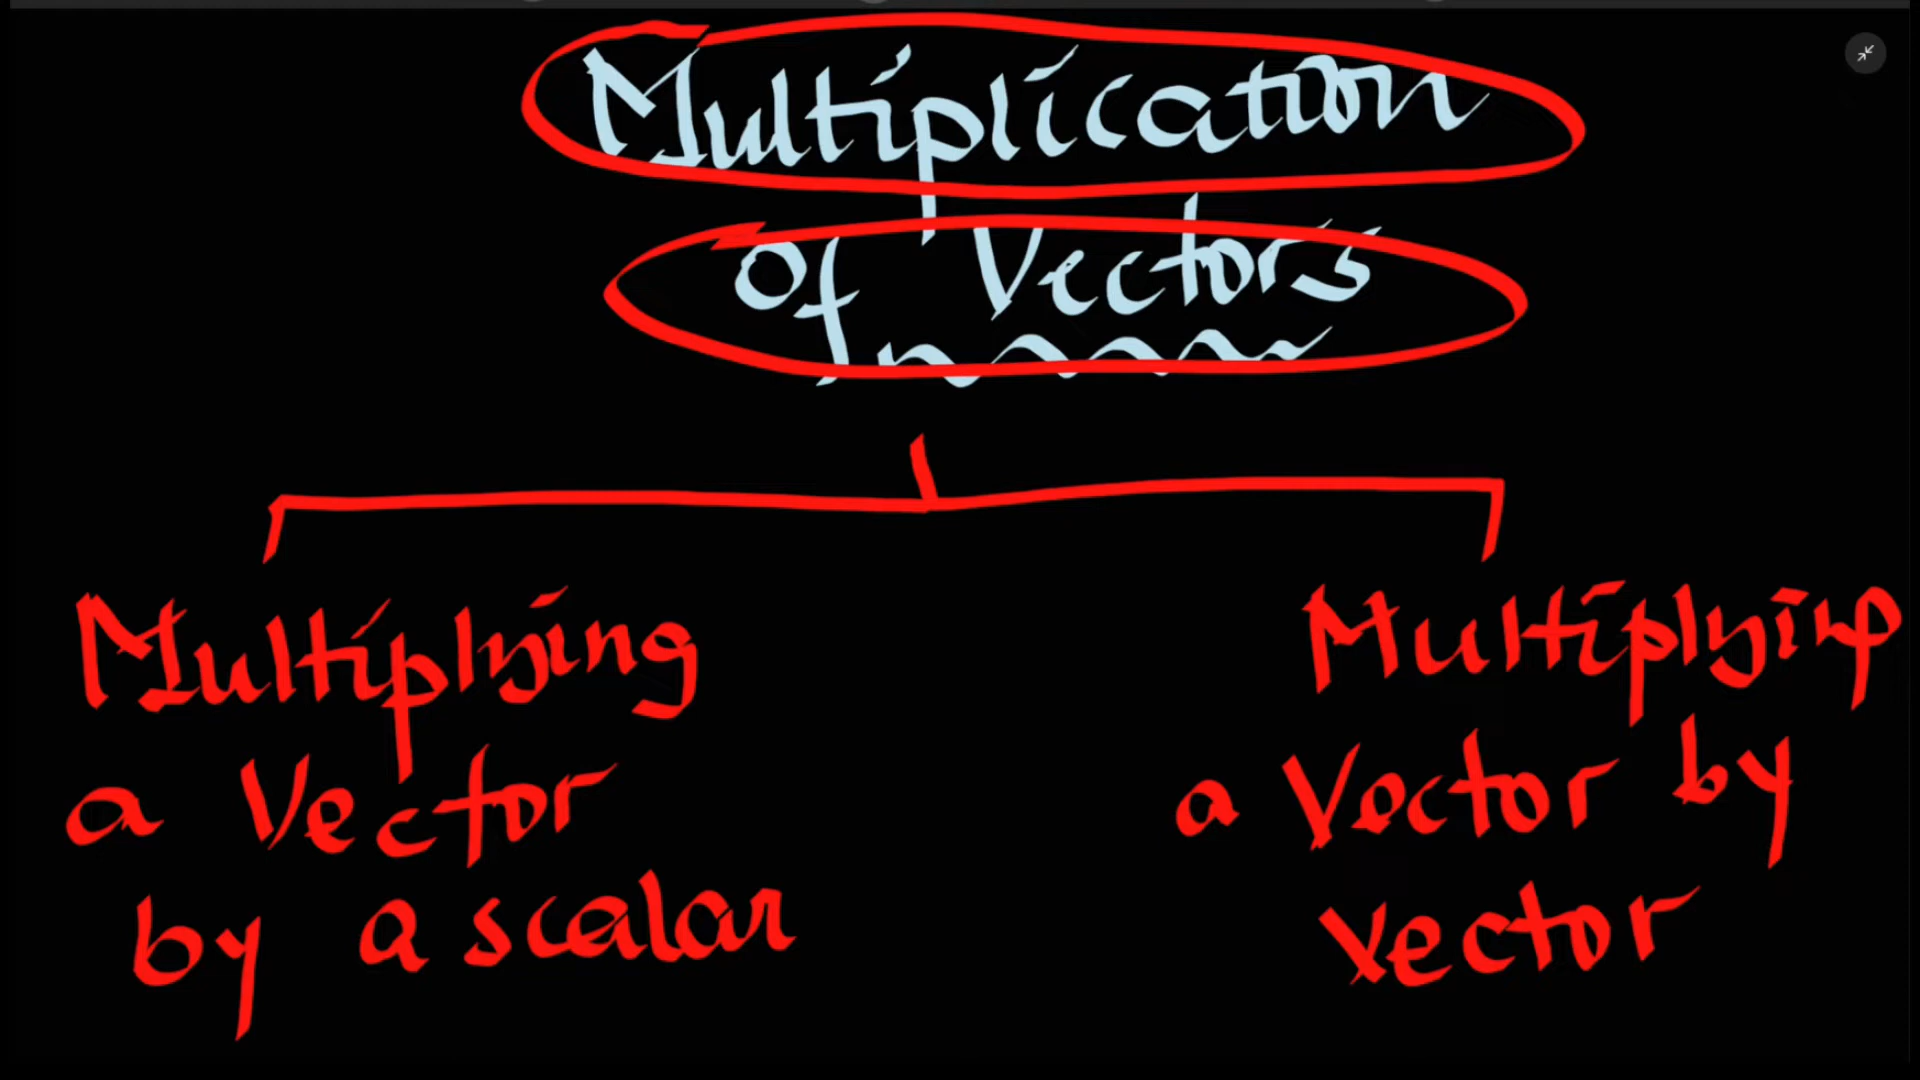 Multiplication
of Vectors
Multiplying
a Vector
by a scalar
Multiplying
a Vector by
Vector